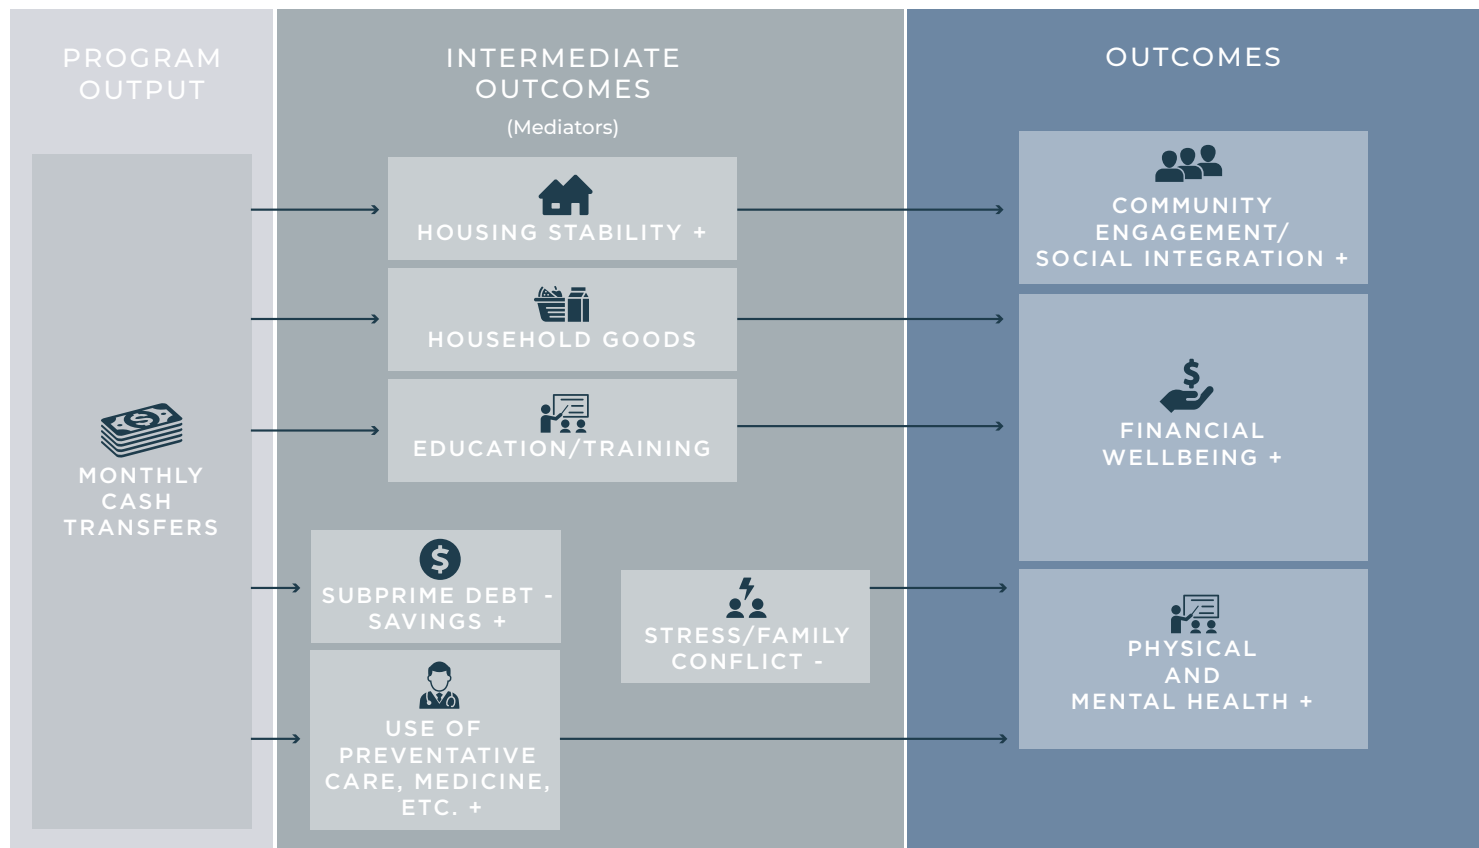 PROGRAM
OUTPUT
MONTHLY
CASH
TRANSFERS
INTERMEDIATE
OUTCOMES
(Mediators)
HOUSING STABILITY +
HOUSEHOLD GOODS
EDUCATION/TRAINING
SUBPRIME DEBT -
SAVINGS +
USE OF
PREVENTATIVE
CARE, MEDICINE,
ETC. +
STRESS/FAMILY
CONFLICT -
OUTCOMES
COMMUNITY
ENGAGEMENT/
SOCIAL INTEGRATION +
FINANCIAL
WELLBEING +
PHYSICAL
AND
MENTAL HEALTH +